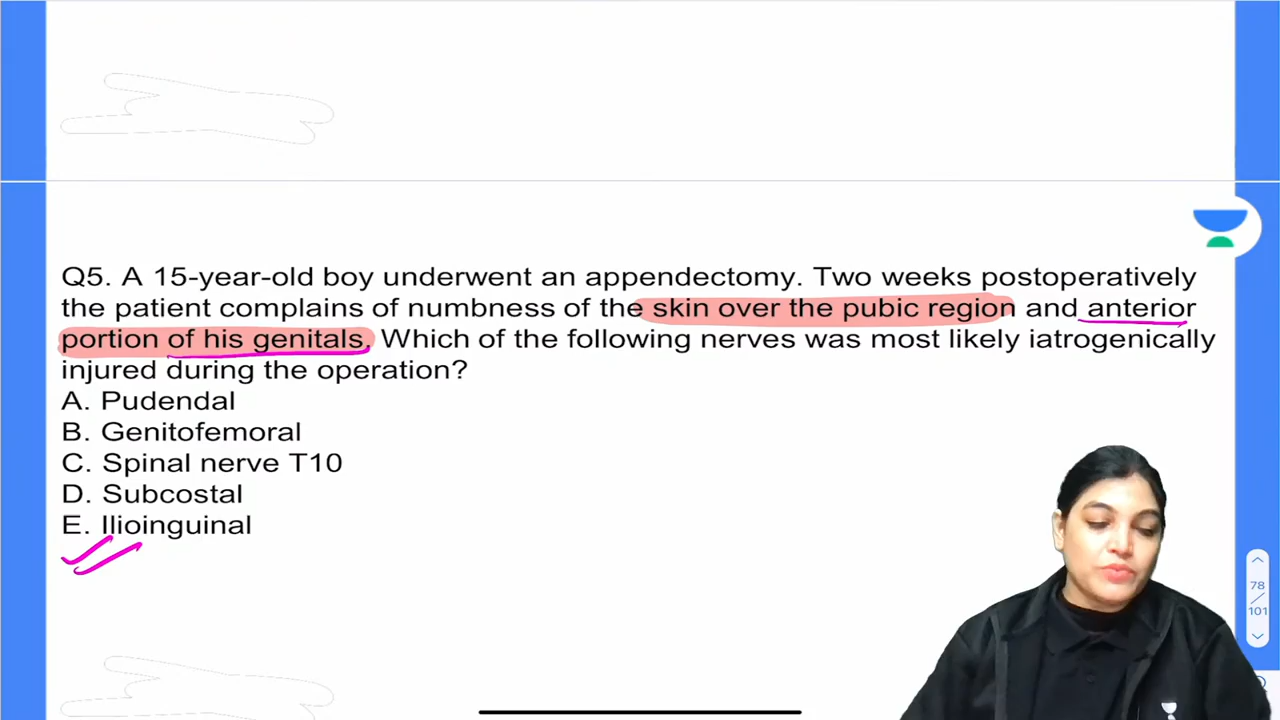 Q5. A 15-year-old boy underwent an appendectomy. Two weeks postoperatively
the patient complains of numbness of the skin over the pubic region and anterior
portion of his genitals. Which of the following nerves was most likely iatrogenically
injured during the operation?
A. Pudendal
B. Genitofemoral
C. Spinal nerve T10
D. Subcostal
E. Ilioinguinal
78
/
101